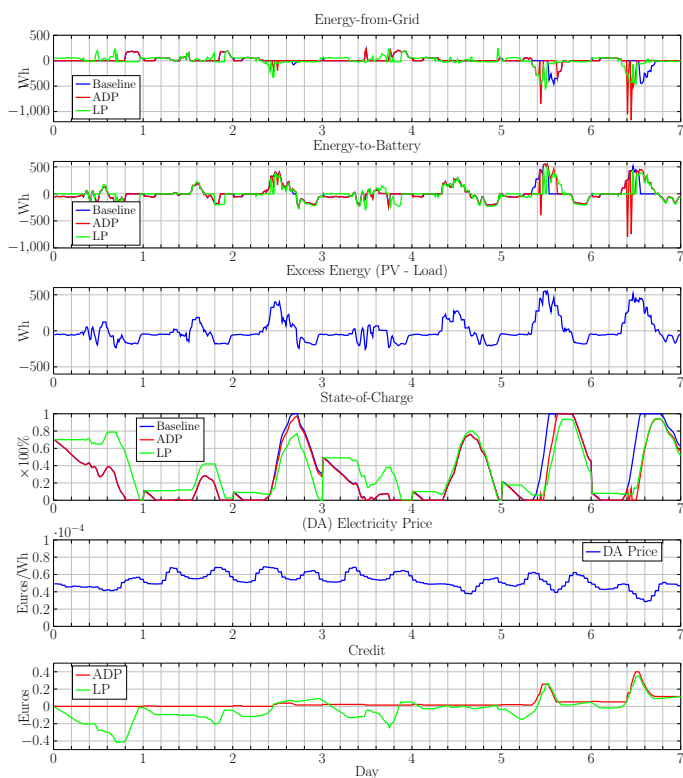 Energy-from-Grid
500
0
−500
−1,000
Wh
Baseline
ADP
LP
0 1 2 3 4 5 6 7
Energy-to-Battery
500
0
−500
−1,000
Wh
Baseline
ADP
LP
0 1 2 3 4 5 6 7
Excess Energy (PV - Load)
500
0
−500
Wh
0 1 2 3 4 5 6 7
State-of-Charge
1
0.8
0.6
0.4
0.2
0
×100%
Baseline
ADP
LP
0 1 2 3 4 5 6 7
(DA) Electricity Price
·10−4
1
0.8
0.6
0.4
0.2
0
Euros/Wh
DA Price
0 1 2 3 4 5 6 7
Credit
0.4
0.2
0
−0.2
−0.4
Euros
ADP
LP
0 1 2 3 4 5 6 7
Day